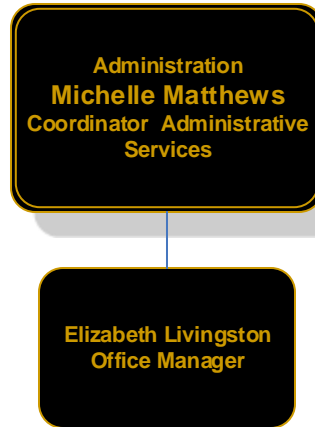 Administration
Michelle Matthews
Coordinator Administrative
Services
Elizabeth Livingston
Office Manager